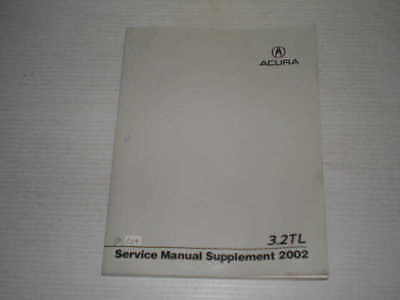 ACURA
3.2TL
Service Manual Supplement 2002